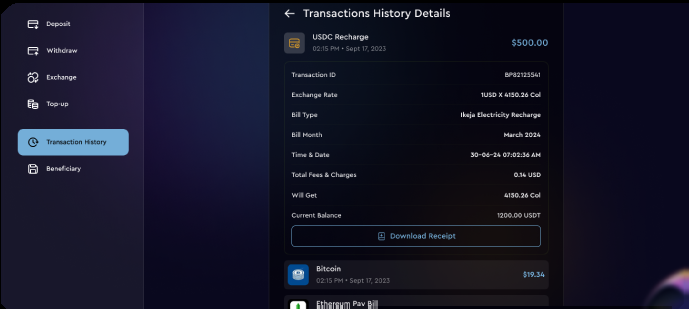 Deposit
Withdraw
Exchange
Top-up
Transaction History
Beneficiary
Transactions History Details
USDC Recharge
$500.00
02:15 PM • Sept 17, 2023
Transaction ID BP82125541
Exchange Rate 1USD X 4150.26 Col
Bill Type Ikeja Electricity Recharge
Bill Month March 2024
Time & Date 30-06-24 07:02:36 AM
Total Fees & Charges 0.14 USD
Will Get 4150.26 Col
Current Balance 1200.00 USDT
Download Receipt
Bitcoin
$19.34
02:15 PM • Sept 17, 2023
Ethereum Pay Bill